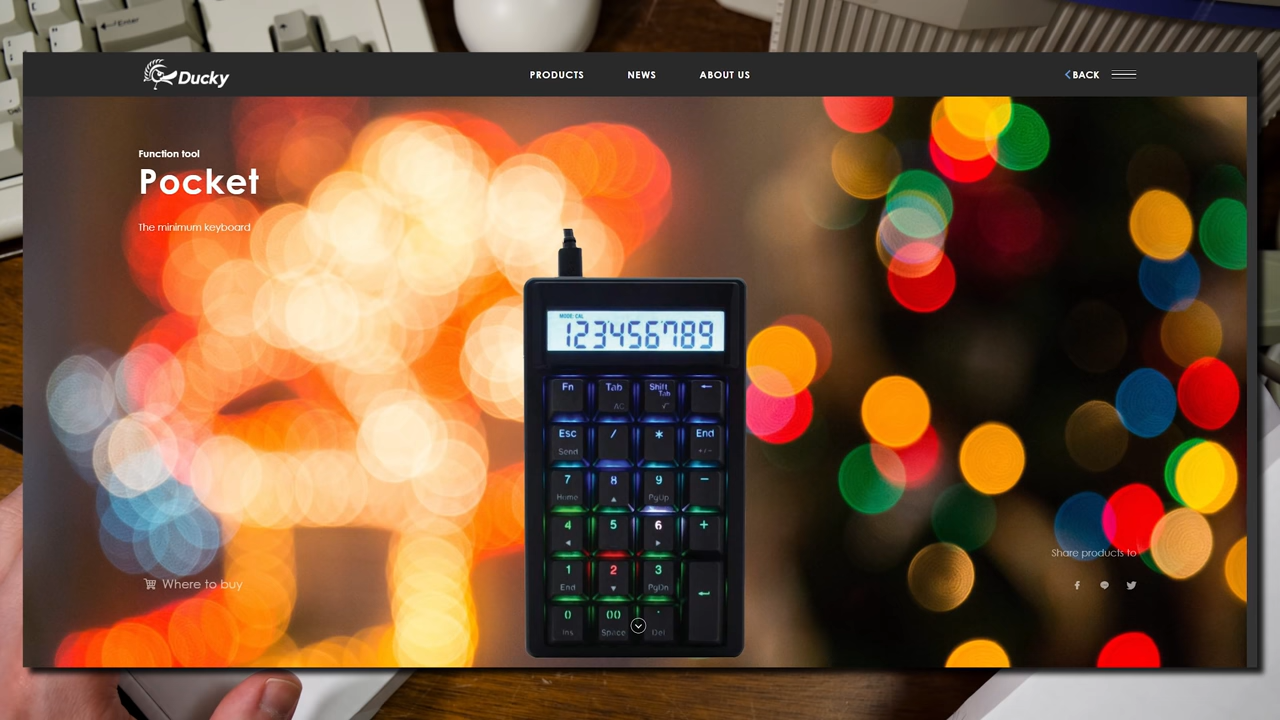 Enter
Ducky
PRODUCTS
NEWS
ABOUT US
BACK
Function tool
Pocket
The minimum keyboard
MODE CAL
123456789
Fn Tab Shift Tab ←
AC √
Esc / * End
Send +/−
7 8 9 −
Home ▲ PgUp
4 5 6 +
◄ ►
1 2 3
End ▼ PgDn
0 00 .
Ins Space Del
Where to buy
Share products to